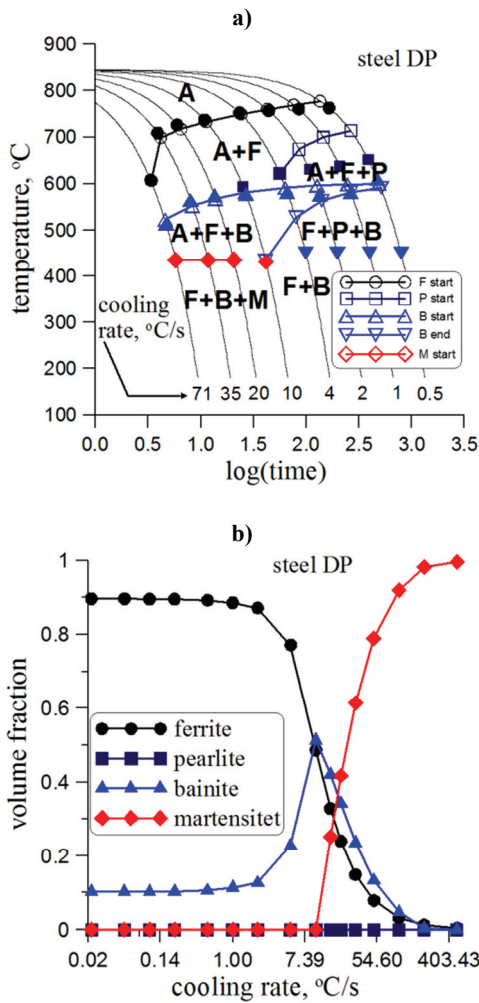 a)
steel DP
900
800
700
600
500
400
300
200
100
temperature, °C
A
A+F
A+F+P
A+F+B
F+P+B
F+B
F+B+M
cooling
rate, °C/s
F start
P start
B start
B end
M start
71 35 20 10 4 2 1 0.5
0.0 0.5 1.0 1.5 2.0 2.5 3.0 3.5
log(time)
b)
steel DP
1
0.8
0.6
0.4
0.2
0
volume fraction
ferrite
pearlite
bainite
martensitet
0.02 0.14 1.00 7.39 54.60 403.43
cooling rate, °C/s